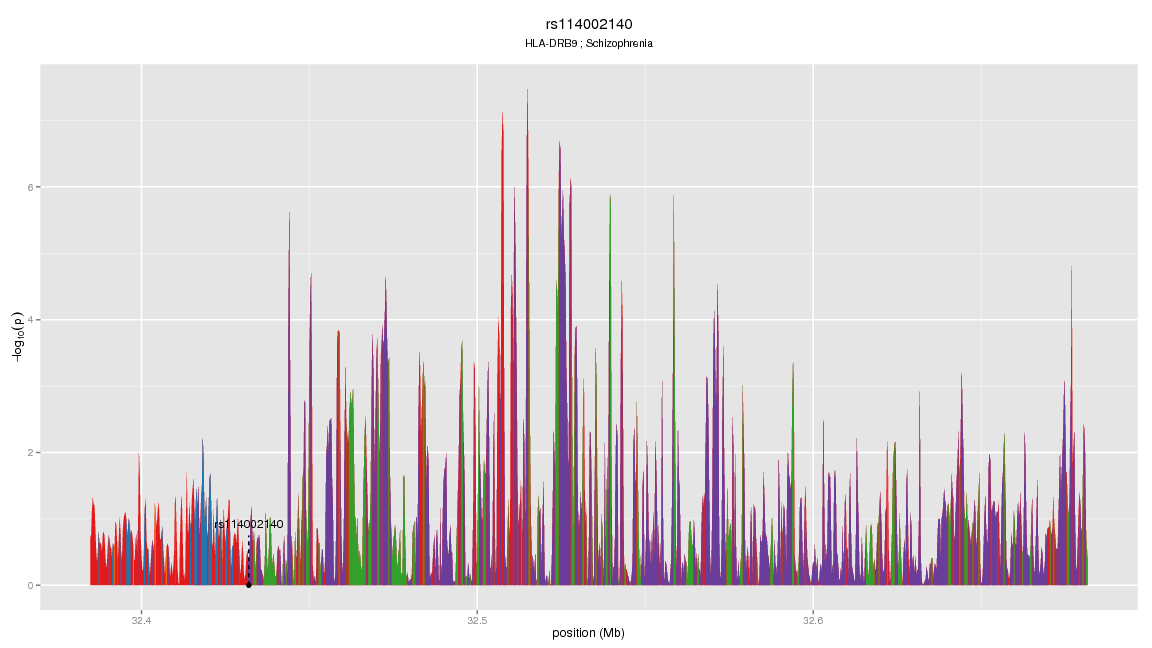 rs114002140
HLA-DRB9 ; Schizophrenia
6
4
2
0
−log10(p)
rs114002140
32.4
32.5
32.6
position (Mb)